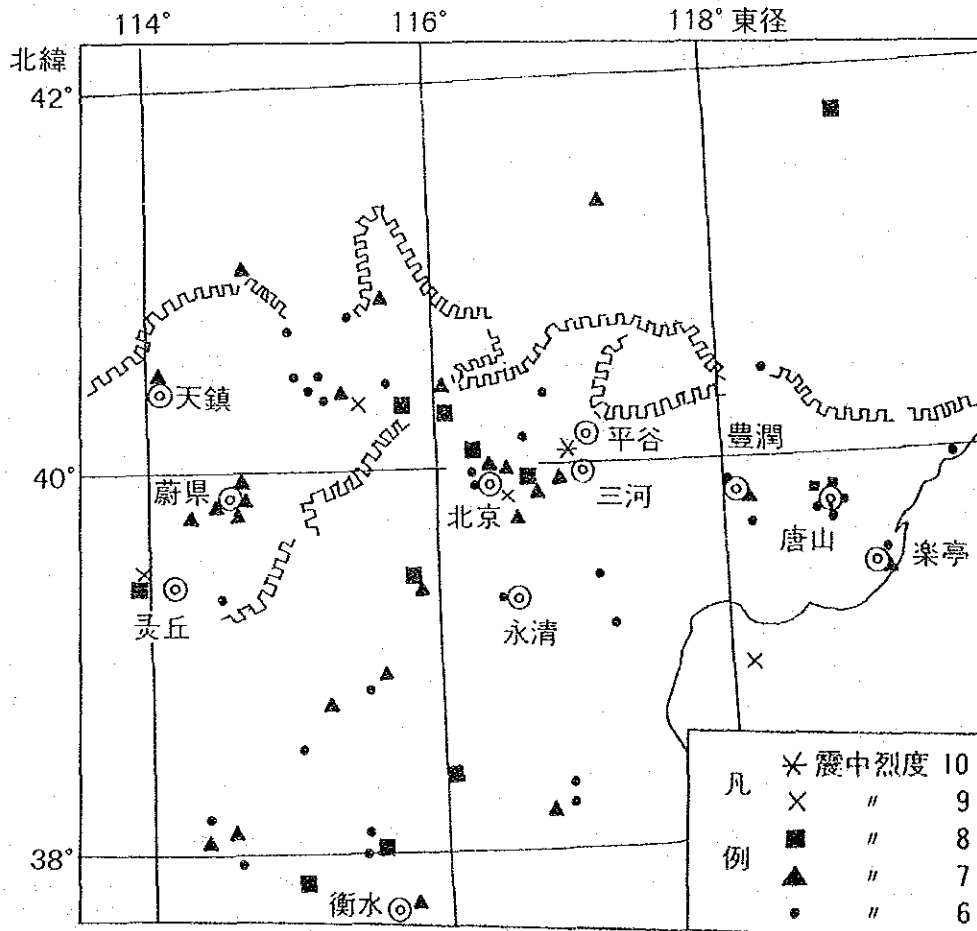 114°
116°
118° 東径
北緯
42°
天鎮
平谷
豊潤
40°
蔚県
三河
北京
唐山
楽亭
灵丘
永清
38°
衡水
凡例
震中烈度 10
〃 9
〃 8
〃 7
〃 6